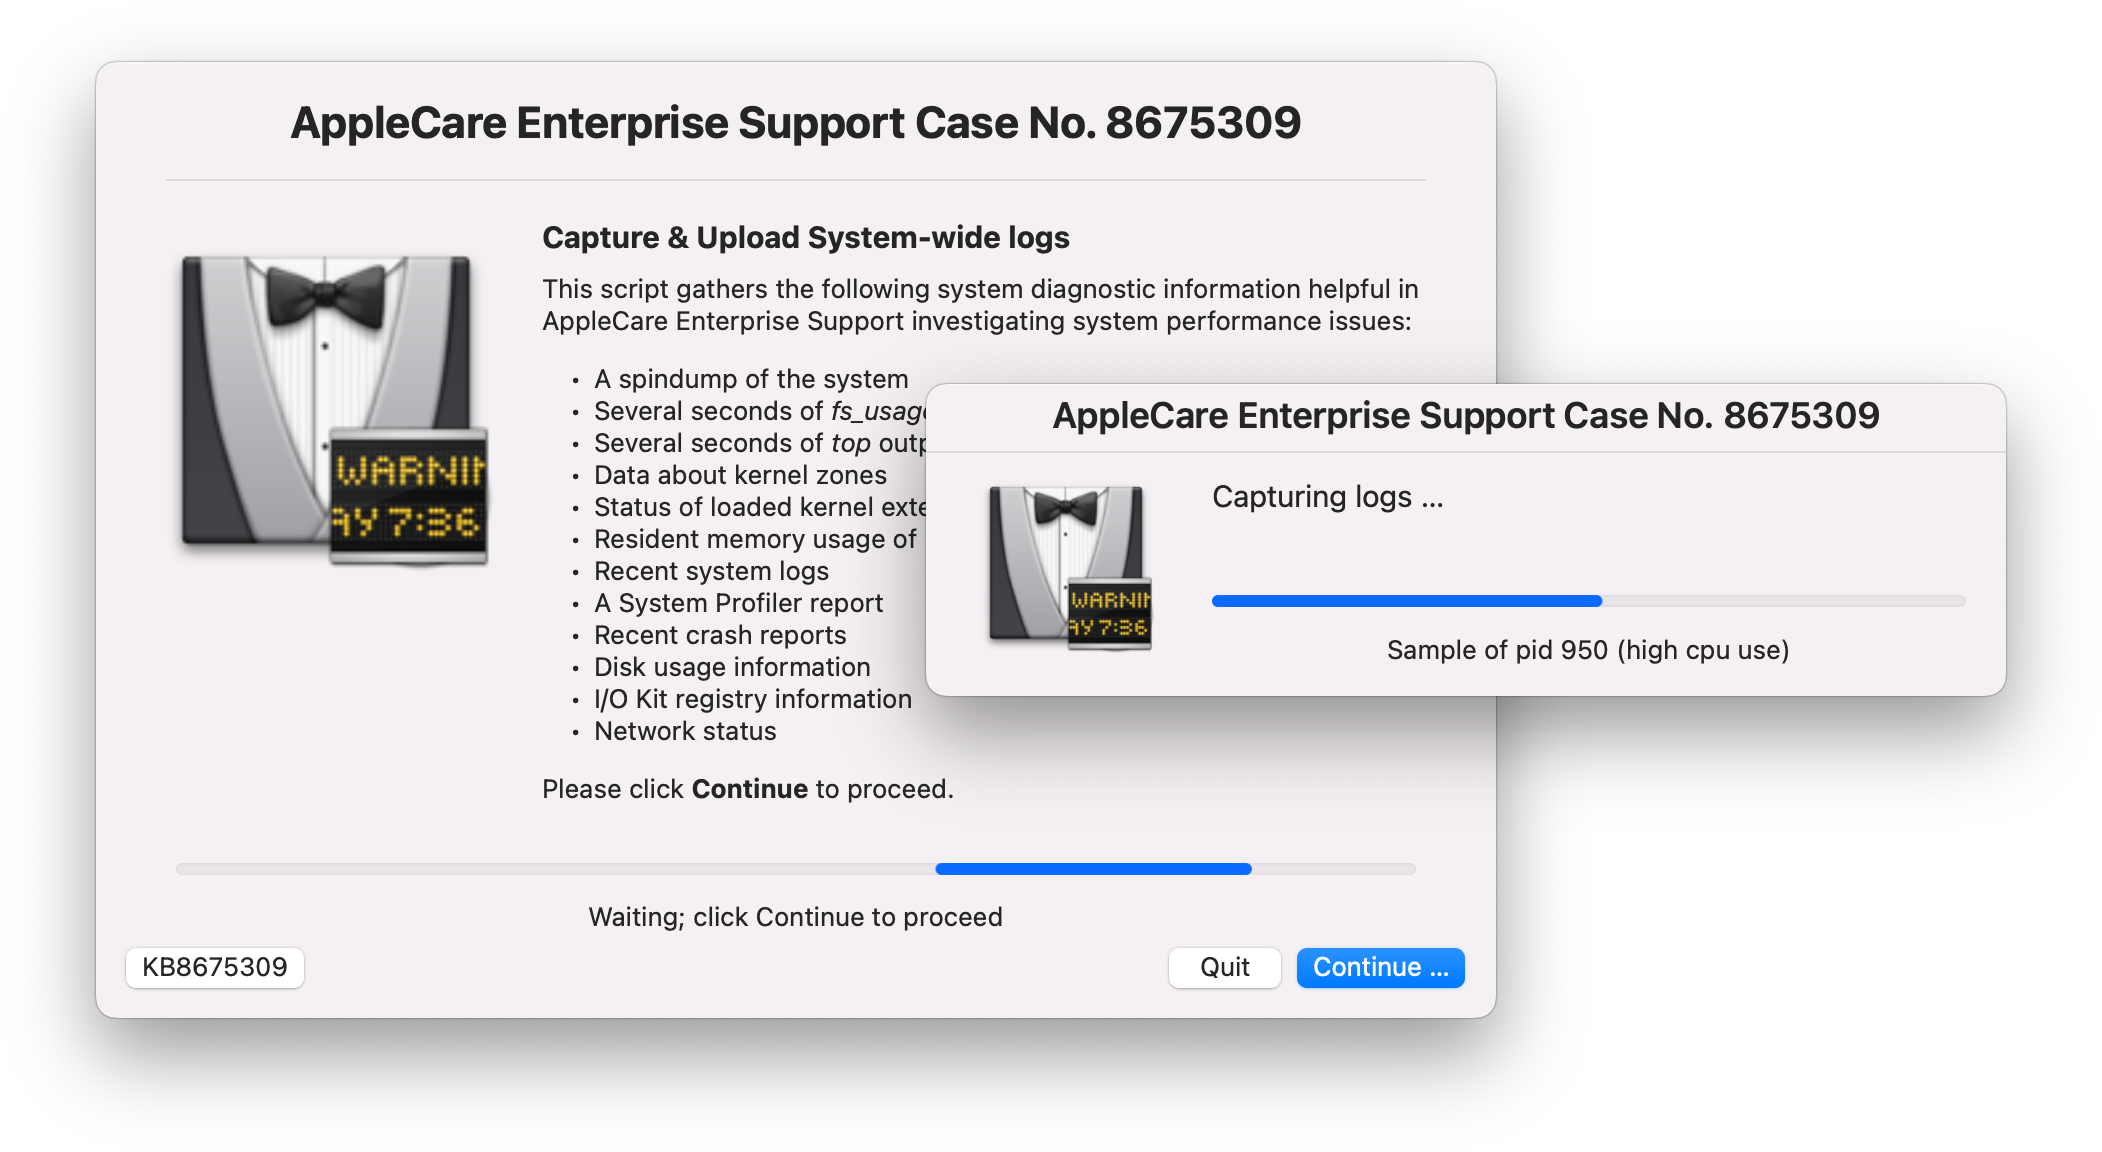 AppleCare Enterprise Support Case No. 8675309
WARNIN
AY 7:36
Capture & Upload System-wide logs
This script gathers the following system diagnostic information helpful in
AppleCare Enterprise Support investigating system performance issues:
• A spindump of the system
• Several seconds of fs_usage
• Several seconds of top outp
• Data about kernel zones
• Status of loaded kernel exte
• Resident memory usage of
• Recent system logs
• A System Profiler report
• Recent crash reports
• Disk usage information
• I/O Kit registry information
• Network status
Please click Continue to proceed.
Waiting; click Continue to proceed
KB8675309
Quit
Continue ...
AppleCare Enterprise Support Case No. 8675309
WARNIN
AY 7:36
Capturing logs ...
Sample of pid 950 (high cpu use)